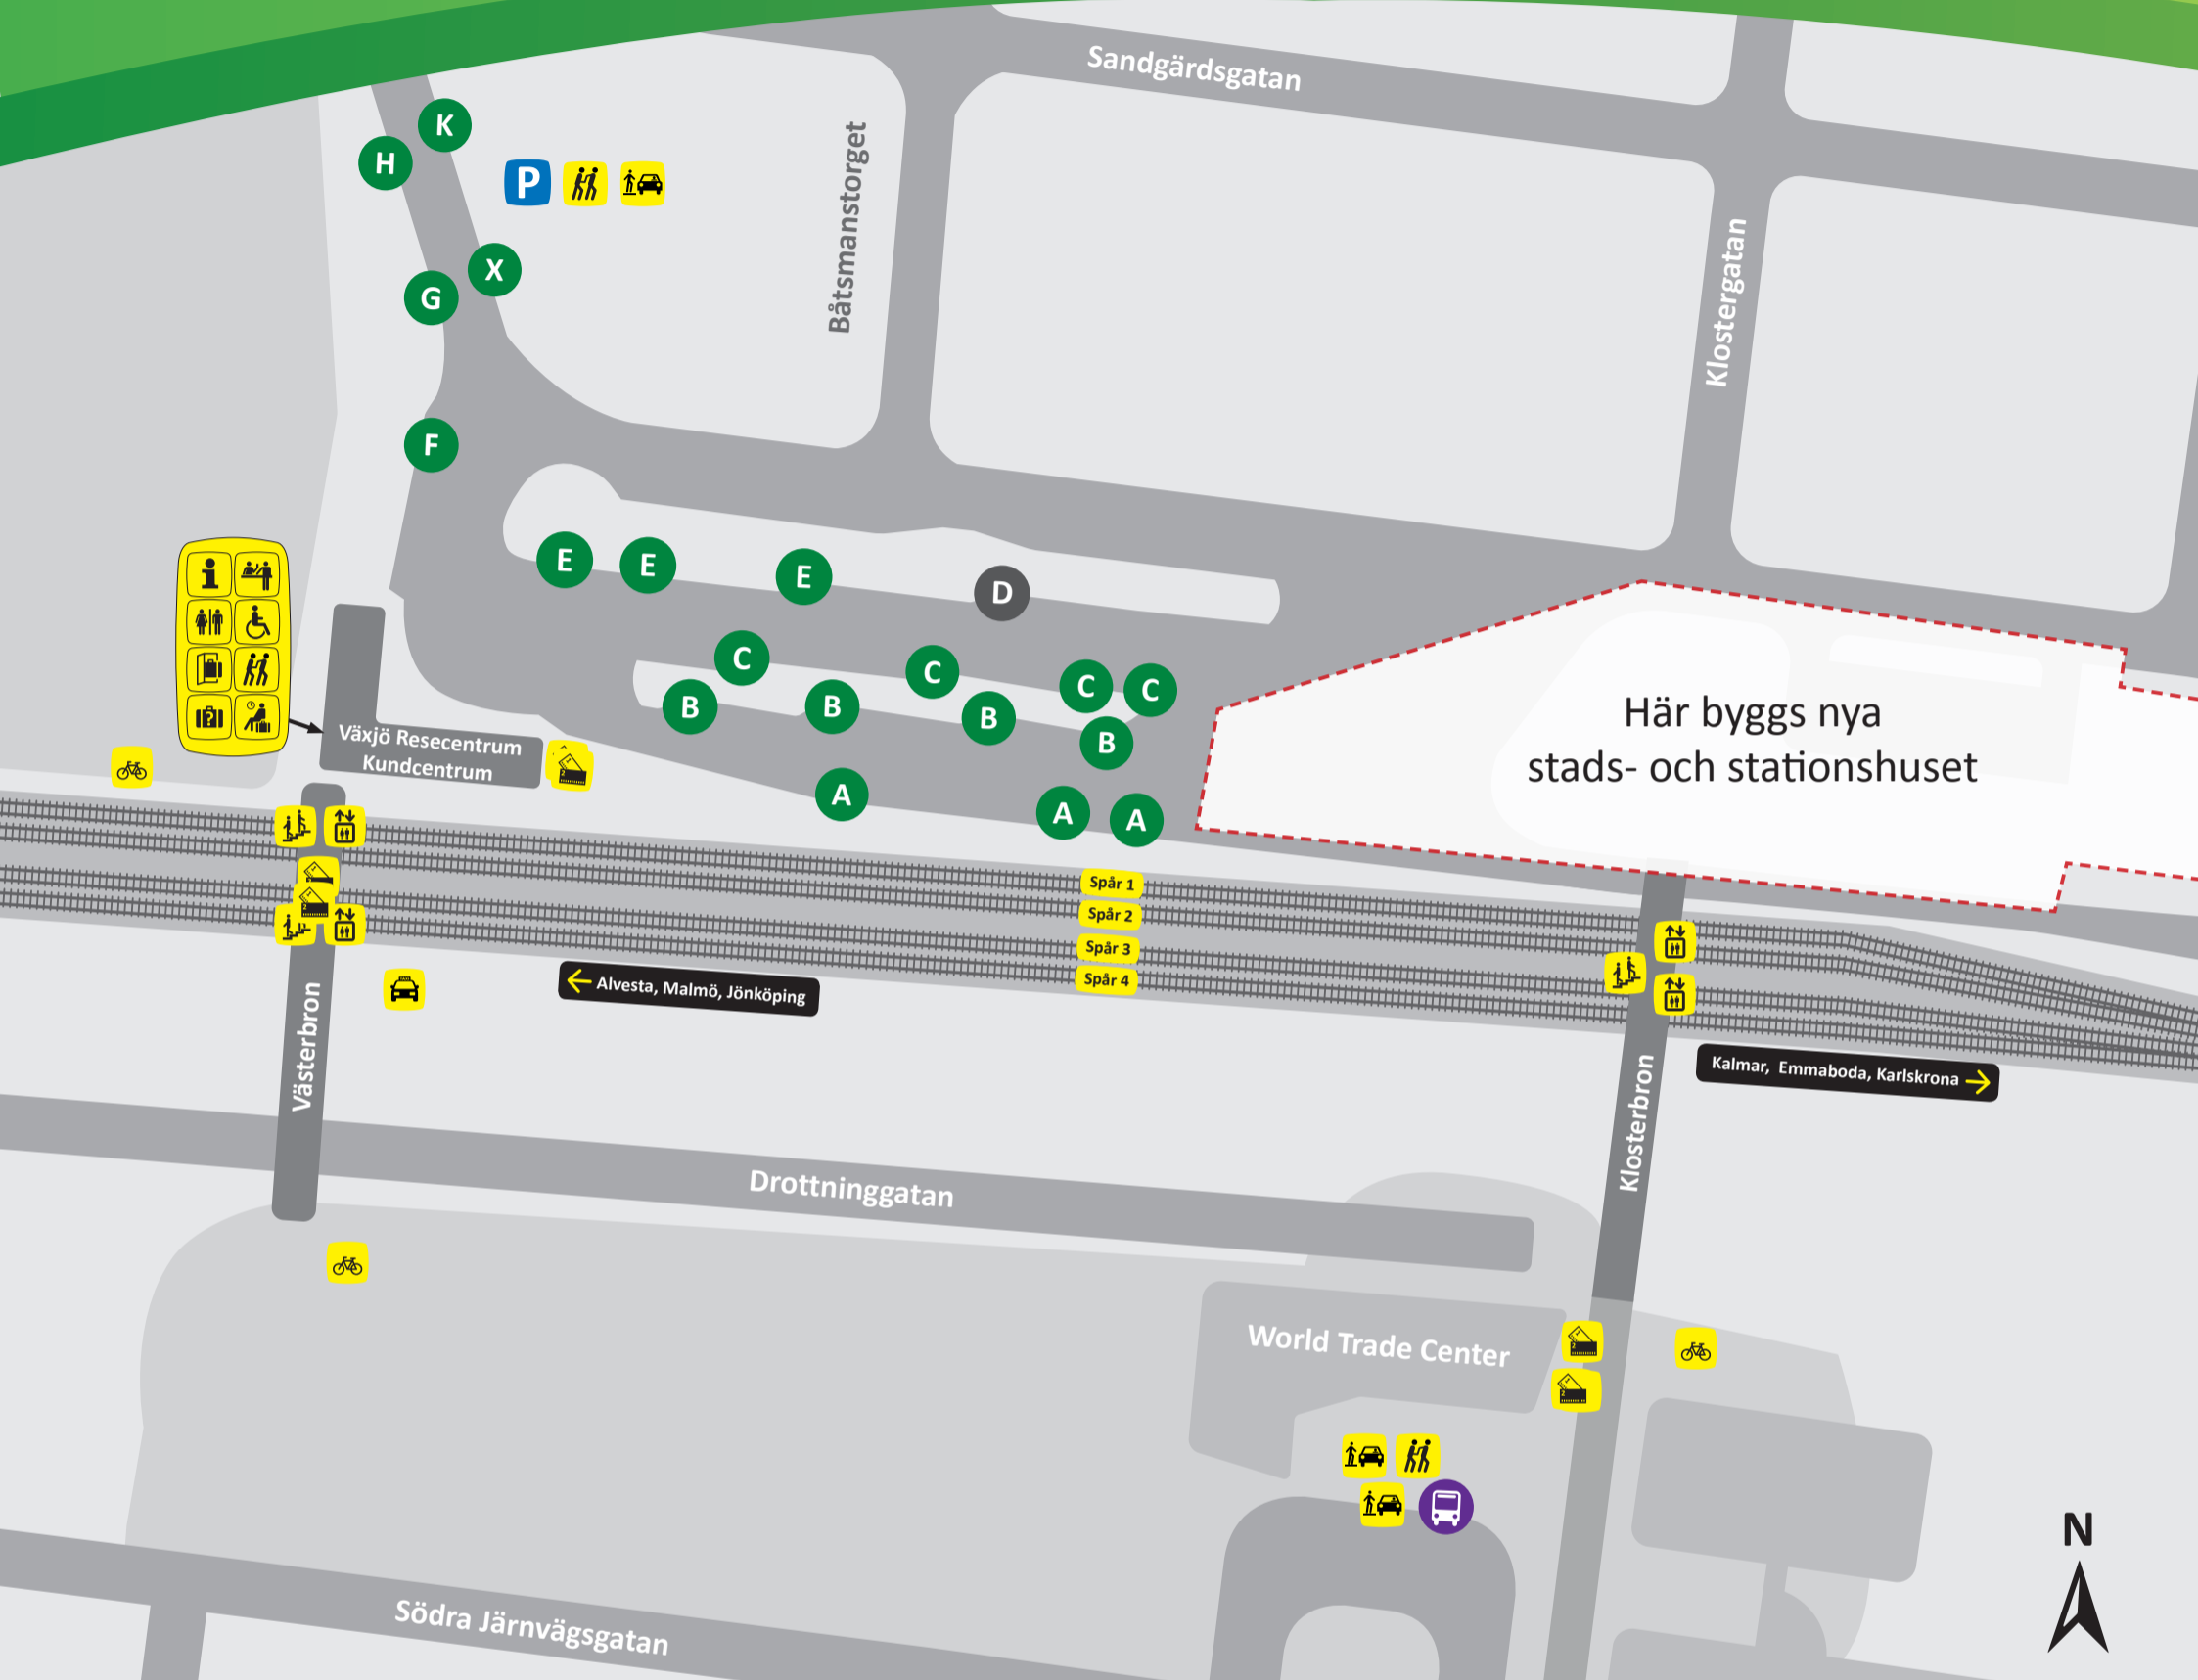 Sandgärdsgatan
K
H
P
Båtsmanstorget
Klostergatan
X
G
F
E
E
E
D
C
C
C
C
B
B
B
B
Här byggs nya
stads- och stationshuset
Växjö Resecentrum
Kundcentrum
A
A
A
Spår 1
Spår 2
Spår 3
Spår 4
Alvesta, Malmö, Jönköping
Västerbron
Kalmar, Emmaboda, Karlskrona
Klosterbron
Drottninggatan
World Trade Center
N
Södra Järnvägsgatan